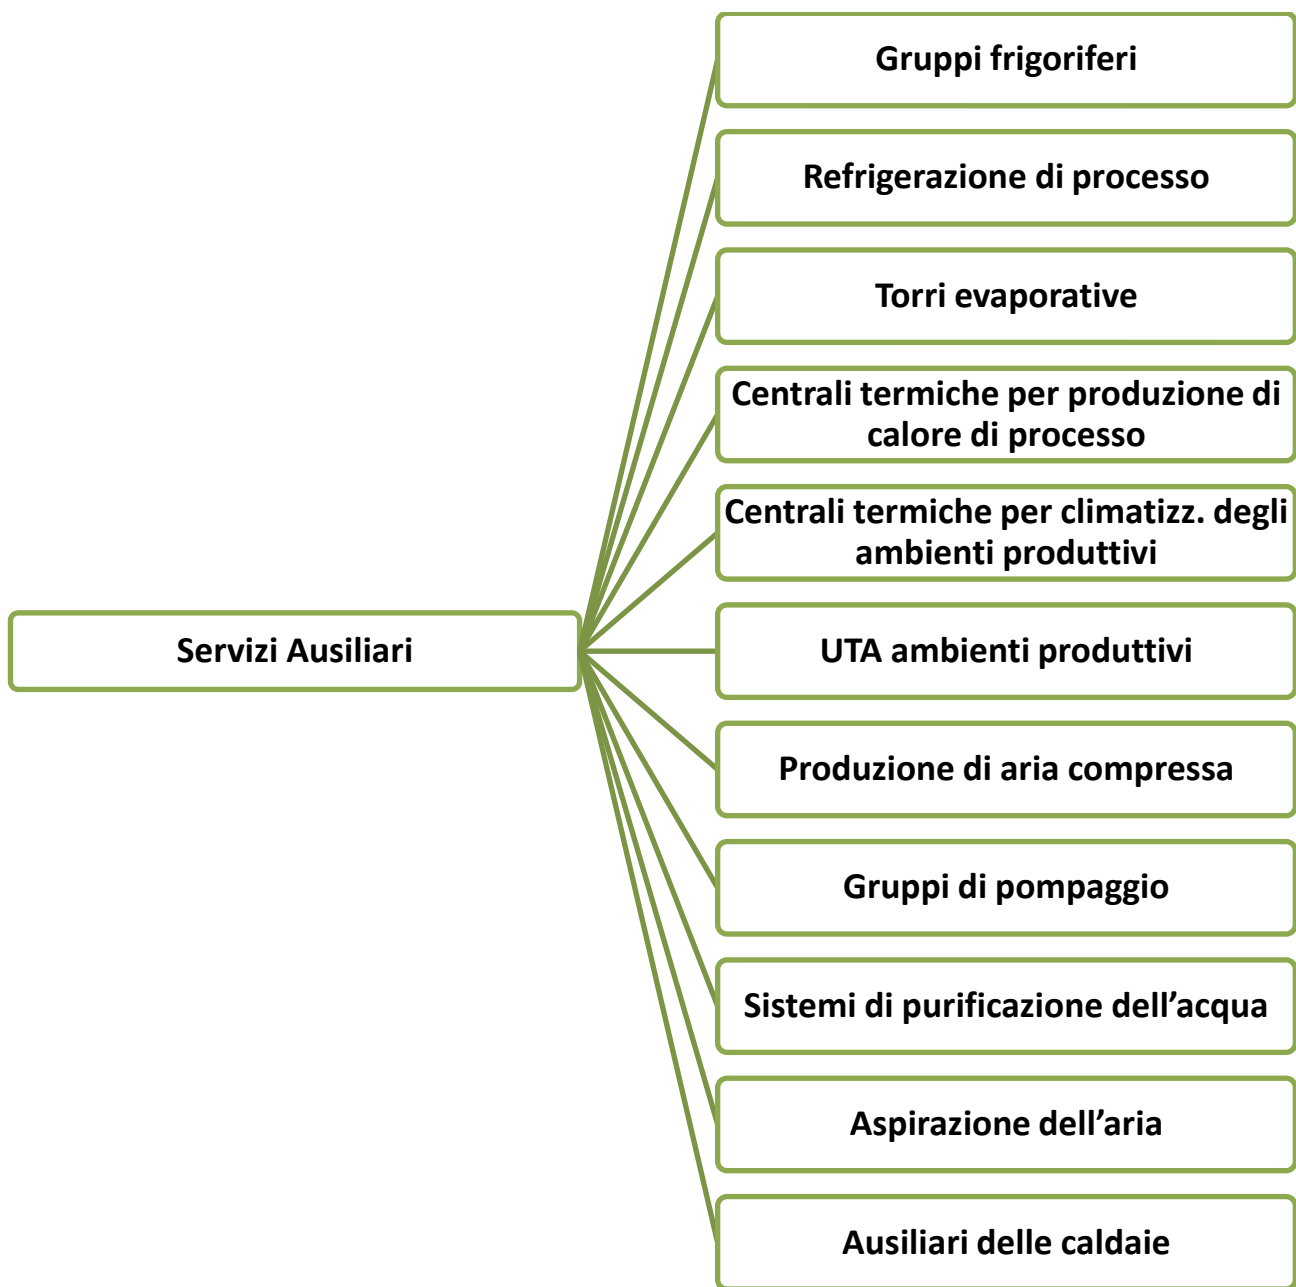 Gruppi frigoriferi
Refrigerazione di processo
Torri evaporative
Centrali termiche per produzione di
calore di processo
Centrali termiche per climatizz. degli
ambienti produttivi
Servizi Ausiliari
UTA ambienti produttivi
Produzione di aria compressa
Gruppi di pompaggio
Sistemi di purificazione dell’acqua
Aspirazione dell’aria
Ausiliari delle caldaie